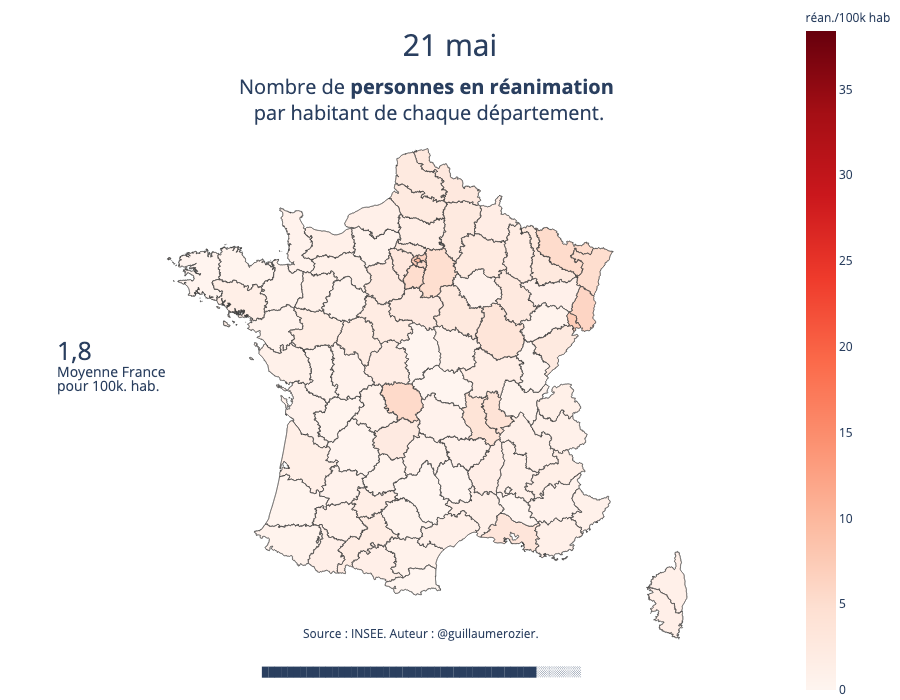 réan./100k hab
21 mai
Nombre de personnes en réanimation
par habitant de chaque département.
35
30
25
20
15
10
5
0
1,8
Moyenne France
pour 100k. hab.
Source : INSEE. Auteur : @guillaumerozier.